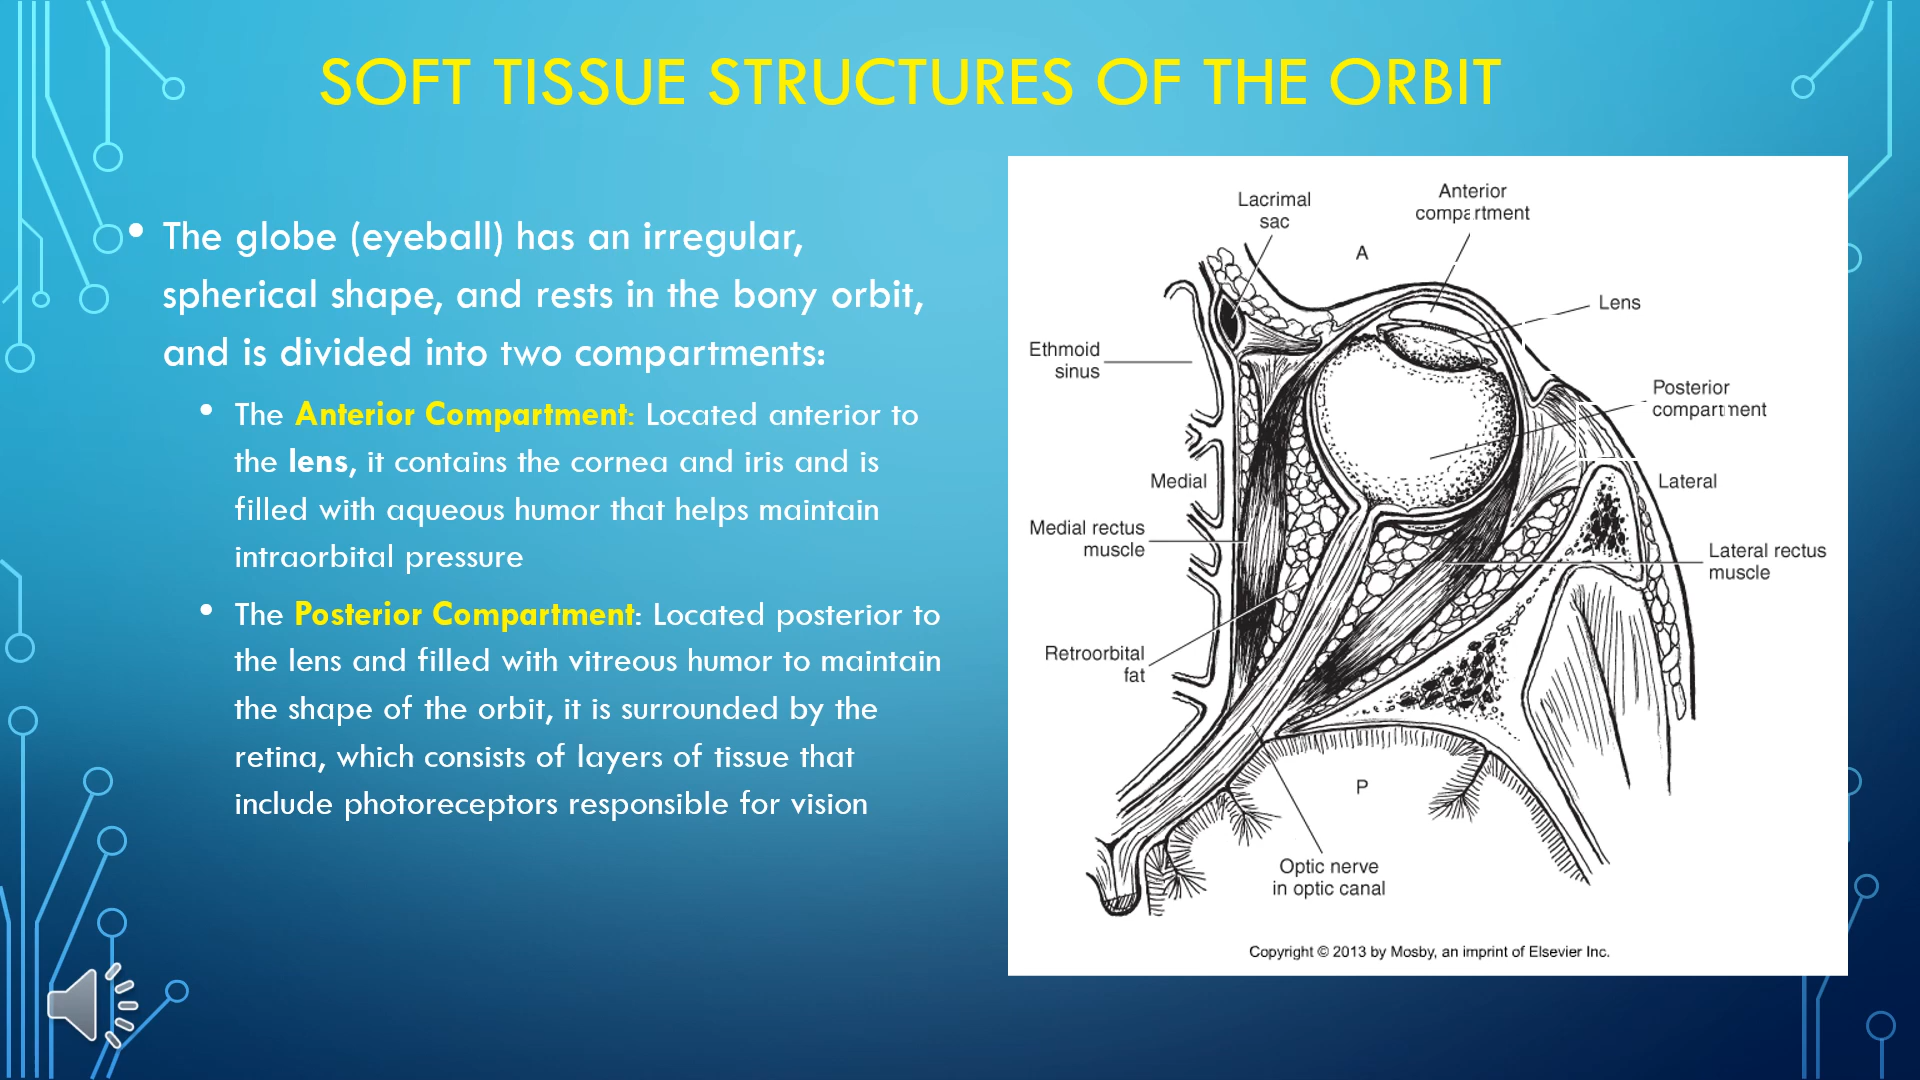 SOFT TISSUE STRUCTURES OF THE ORBIT
• The globe (eyeball) has an irregular,
spherical shape, and rests in the bony orbit,
and is divided into two compartments:
• The Anterior Compartment: Located anterior to
the lens, it contains the cornea and iris and is
filled with aqueous humor that helps maintain
intraorbital pressure
• The Posterior Compartment: Located posterior to
the lens and filled with vitreous humor to maintain
the shape of the orbit, it is surrounded by the
retina, which consists of layers of tissue that
include photoreceptors responsible for vision
Lacrimal
sac
Anterior
compartment
A
Lens
Ethmoid
sinus
Posterior
compartment
Medial
Lateral
Medial rectus
muscle
Lateral rectus
muscle
Retroorbital
fat
P
Optic nerve
in optic canal
Copyright © 2013 by Mosby, an imprint of Elsevier Inc.